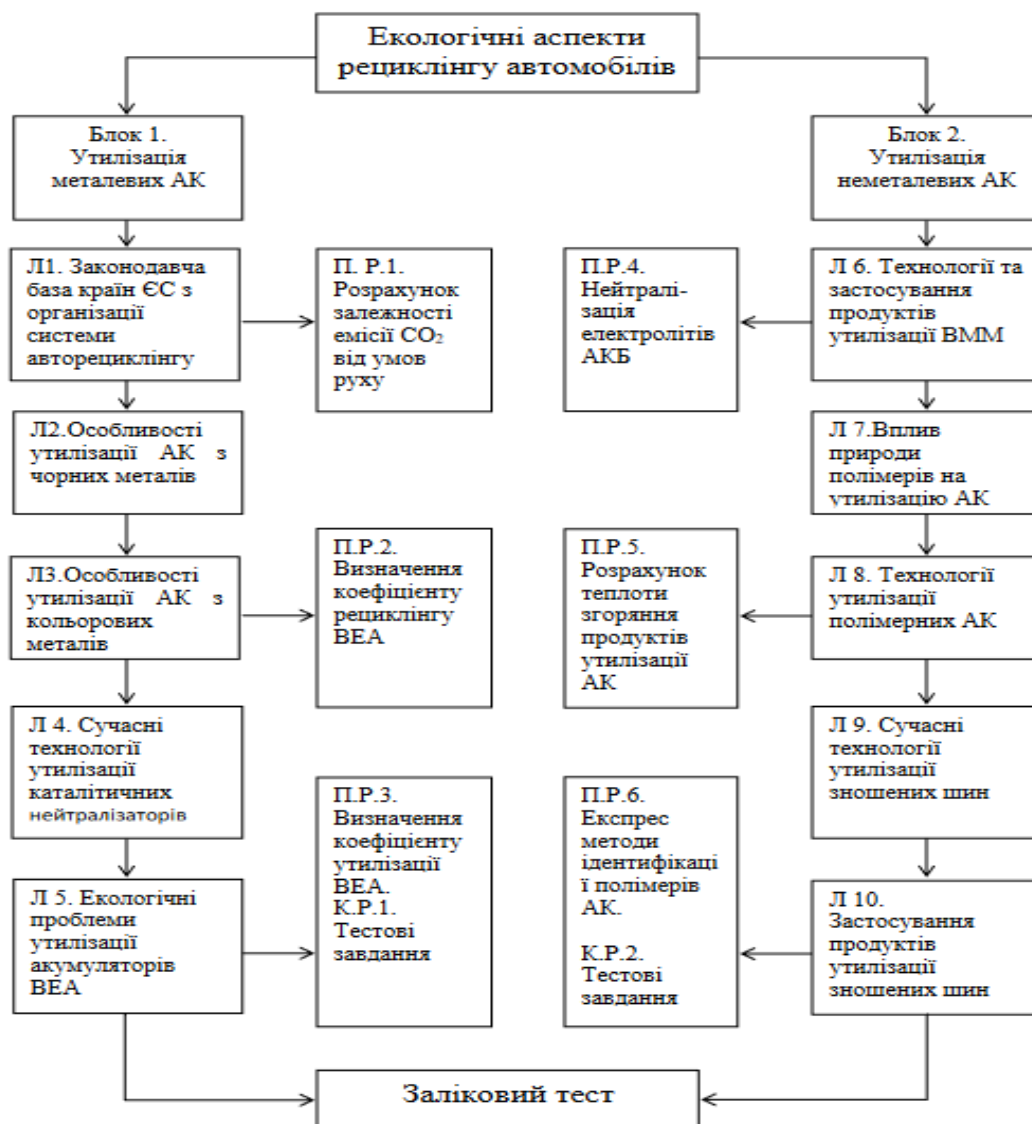 Екологічні аспекти
рециклінгу автомобілів
Блок 1.
Утилізація
металевих АК
Блок 2.
Утилізація
неметалевих АК
Л1. Законодавча
база країн ЄС з
організації
системи
авторециклінгу
П. Р.1.
Розрахунок
залежності
емісії CO₂
від умов
руху
П.Р.4.
Нейтралі-
зація
електролітів
АКБ
Л 6. Технології та
застосування
продуктів
утилізації ВММ
Л2.Особливості
утилізації АК з
чорних металів
Л 7.Вплив
природи
полімерів на
утилізацію АК
Л3.Особливості
утилізації АК з
кольорових
металів
П.Р.2.
Визначення
коефіцієнту
рециклінгу
ВЕА
П.Р.5.
Розрахунок
теплоти
згоряння
продуктів
утилізації
АК
Л 8. Технології
утилізації
полімерних АК
Л 4. Сучасні
технології
утилізації
каталітичних
нейтралізаторів
Л 9. Сучасні
технології
утилізації
зношених шин
П.Р.3.
Визначення
коефіцієнту
утилізації
ВЕА.
К.Р.1.
Тестові
завдання
П.Р.6.
Експрес
методи
ідентифікаці
ї полімерів
АК.
К.Р.2.
Тестові
завдання
Л 5. Екологічні
проблеми
утилізації
акумуляторів
ВЕА
Л 10.
Застосування
продуктів
утилізації
зношених шин
Заліковий тест